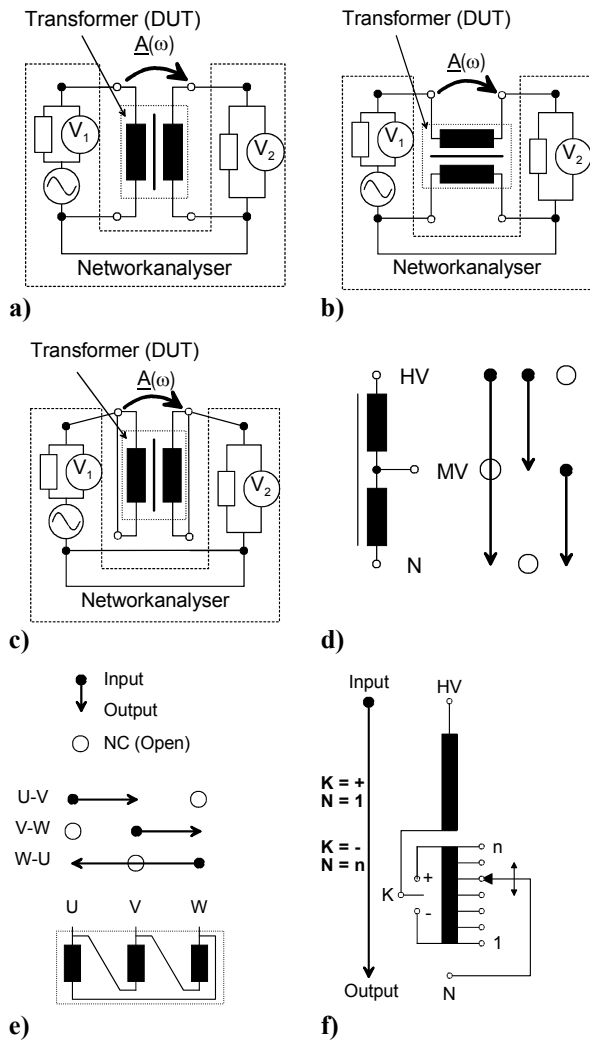 Transformer (DUT)
A(ω)
V1
V2
Networkanalyser
a)
Transformer (DUT)
A(ω)
V1
V2
Networkanalyser
b)
Transformer (DUT)
A(ω)
V1
V2
Networkanalyser
c)
HV
MV
N
d)
Input
Output
NC (Open)
U-V
V-W
W-U
U V W
e)
Input HV
K = +
N = 1
K = -
N = n
n
+
K
-
1
Output N
f)